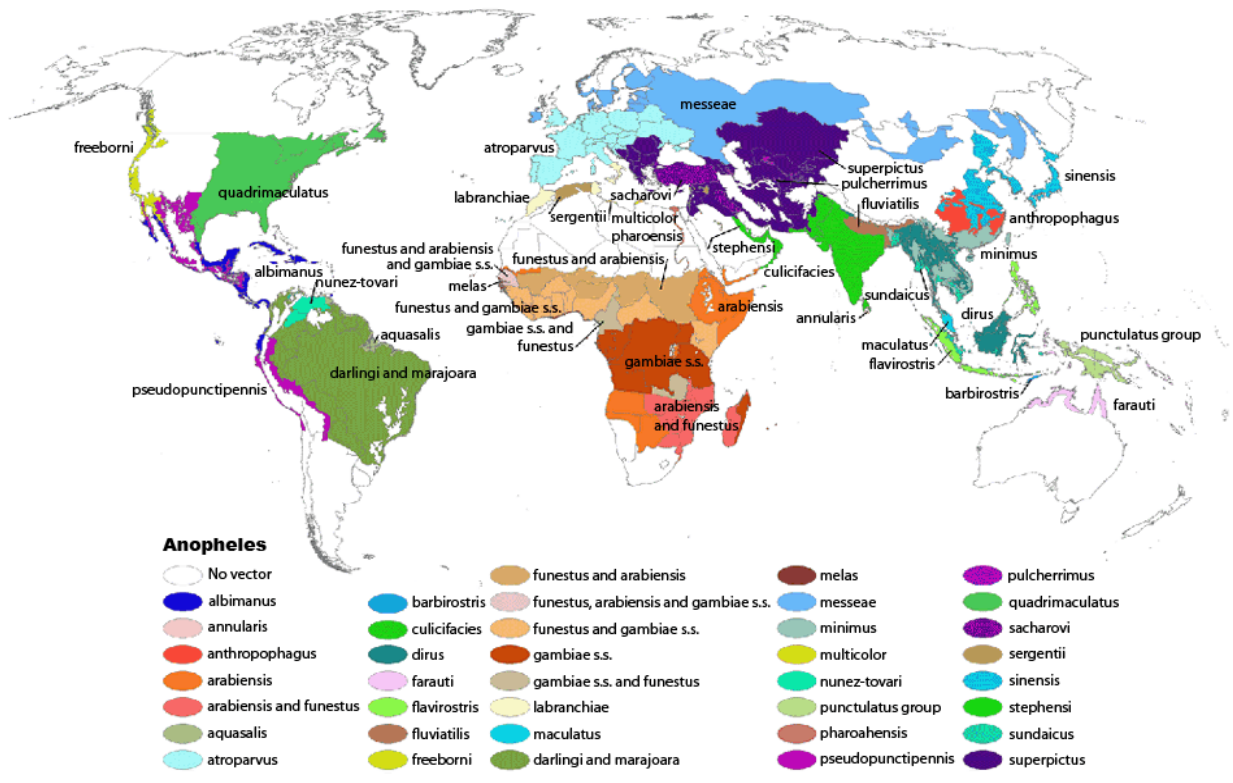 messeae
freeborni
atroparvus
quadrimaculatus
superpictus
pulcherrimus
sinensis
labranchiae
sacharovi
fluviatilis
sergentii
multicolor
pharoensis
anthropophagus
funestus and arabiensis
and gambiae s.s.
funestus and arabiensis
stephensi
minimus
albimanus
nunez-tovari
culicifacies
melas
sundaicus
funestus and gambiae s.s.
arabiensis
annularis
dirus
gambiae s.s. and
funestus
aquasalis
maculatus
flavirostris
punctulatus group
gambiae s.s.
darlingi and marajoara
pseudopunctipennis
barbirostris
farauti
arabiensis
and funestus
Anopheles
No vector
albimanus
annularis
anthropophagus
arabiensis
arabiensis and funestus
aquasalis
atroparvus
barbirostris
culicifacies
dirus
farauti
flavirostris
fluviatilis
freeborni
funestus and arabiensis
funestus, arabiensis and gambiae s.s.
funestus and gambiae s.s.
gambiae s.s.
gambiae s.s. and funestus
labranchiae
maculatus
darlingi and marajoara
melas
messeae
minimus
multicolor
nunez-tovari
punctulatus group
pharoahensis
pseudopunctipennis
pulcherrimus
quadrimaculatus
sacharovi
sergentii
sinensis
stephensi
sundaicus
superpictus